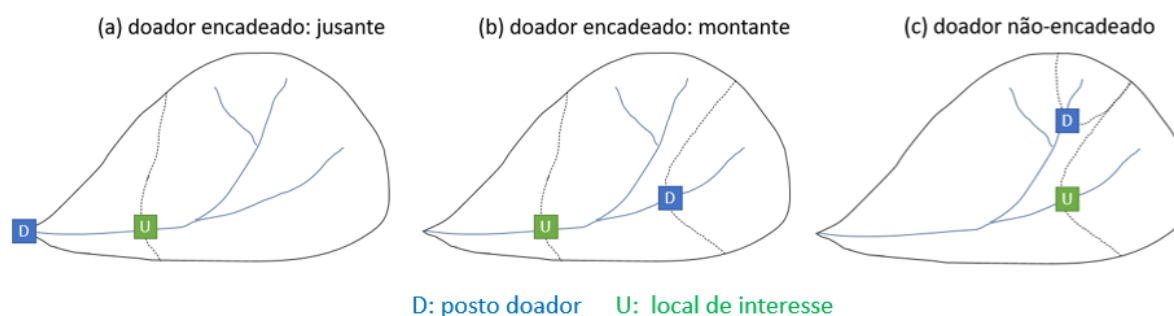 (a) doador encadeado: jusante
(b) doador encadeado: montante
(c) doador não-encadeado
D
U
U
D
D
U
D: posto doador U: local de interesse